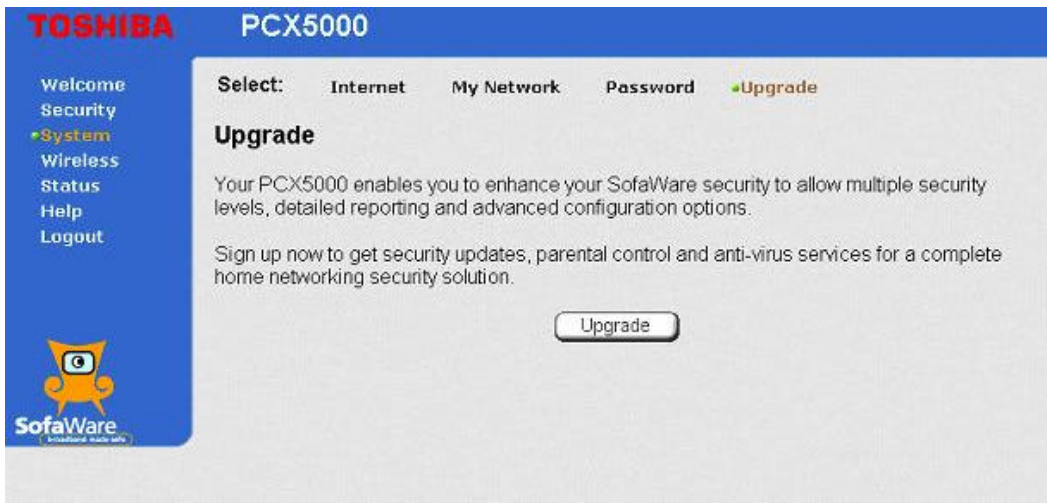 TOSHIBA PCX5000
Welcome
Security
System
Wireless
Status
Help
Logout
Select: Internet My Network Password Upgrade
Upgrade
Your PCX5000 enables you to enhance your SofaWare security to allow multiple security
levels, detailed reporting and advanced configuration options.
Sign up now to get security updates, parental control and anti-virus services for a complete
home networking security solution.
Upgrade
SofaWare
broadband made safe